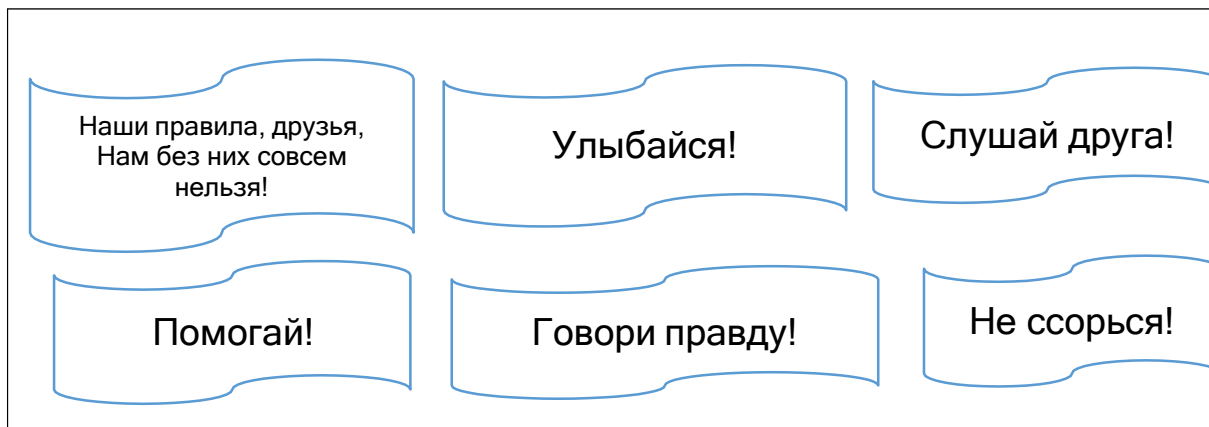 Наши правила, друзья,
Нам без них совсем
нельзя!
Улыбайся!
Слушай друга!
Помогай!
Говори правду!
Не ссорься!